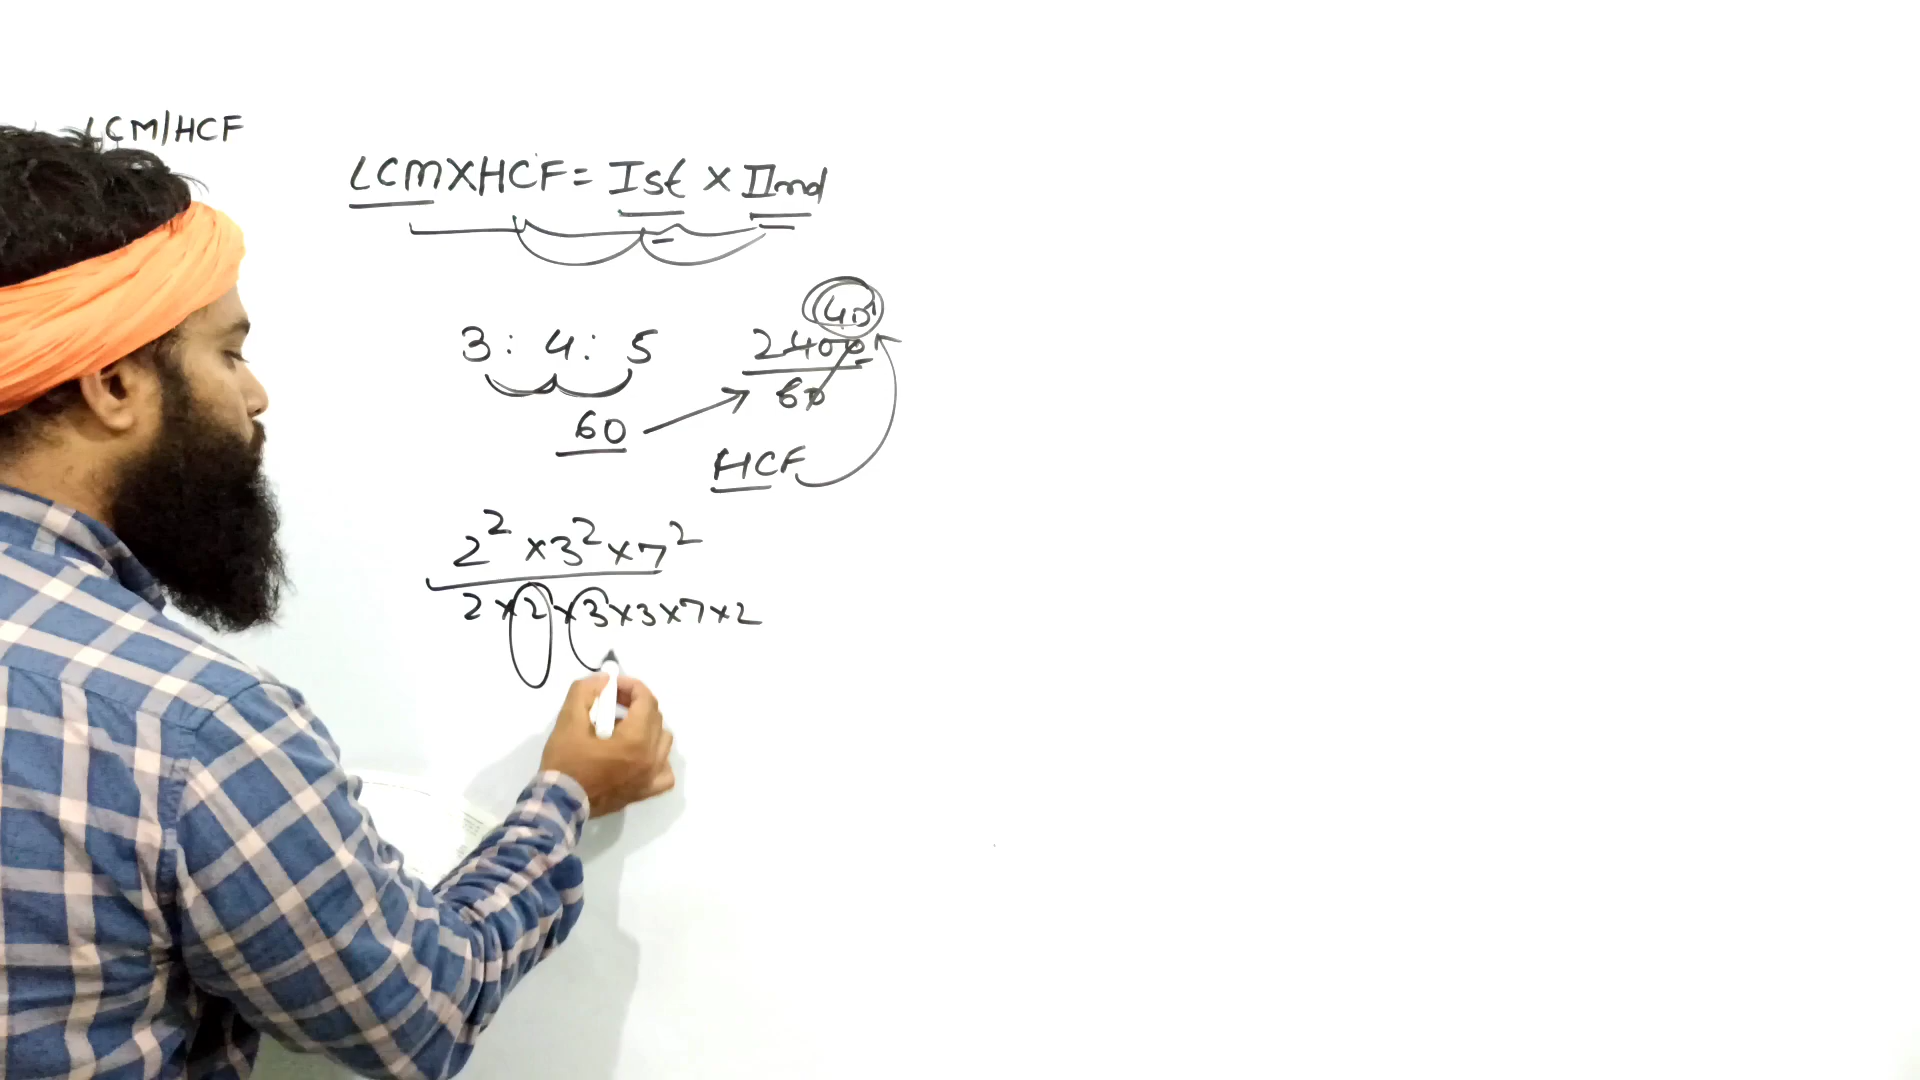 LCM/HCF
LCM X HCF = Ist × IInd
3 : 4 : 5
60
40
2400
60
HCF
2² × 3² × 7²
2 × 2 × 3 × 3 × 7 × 2